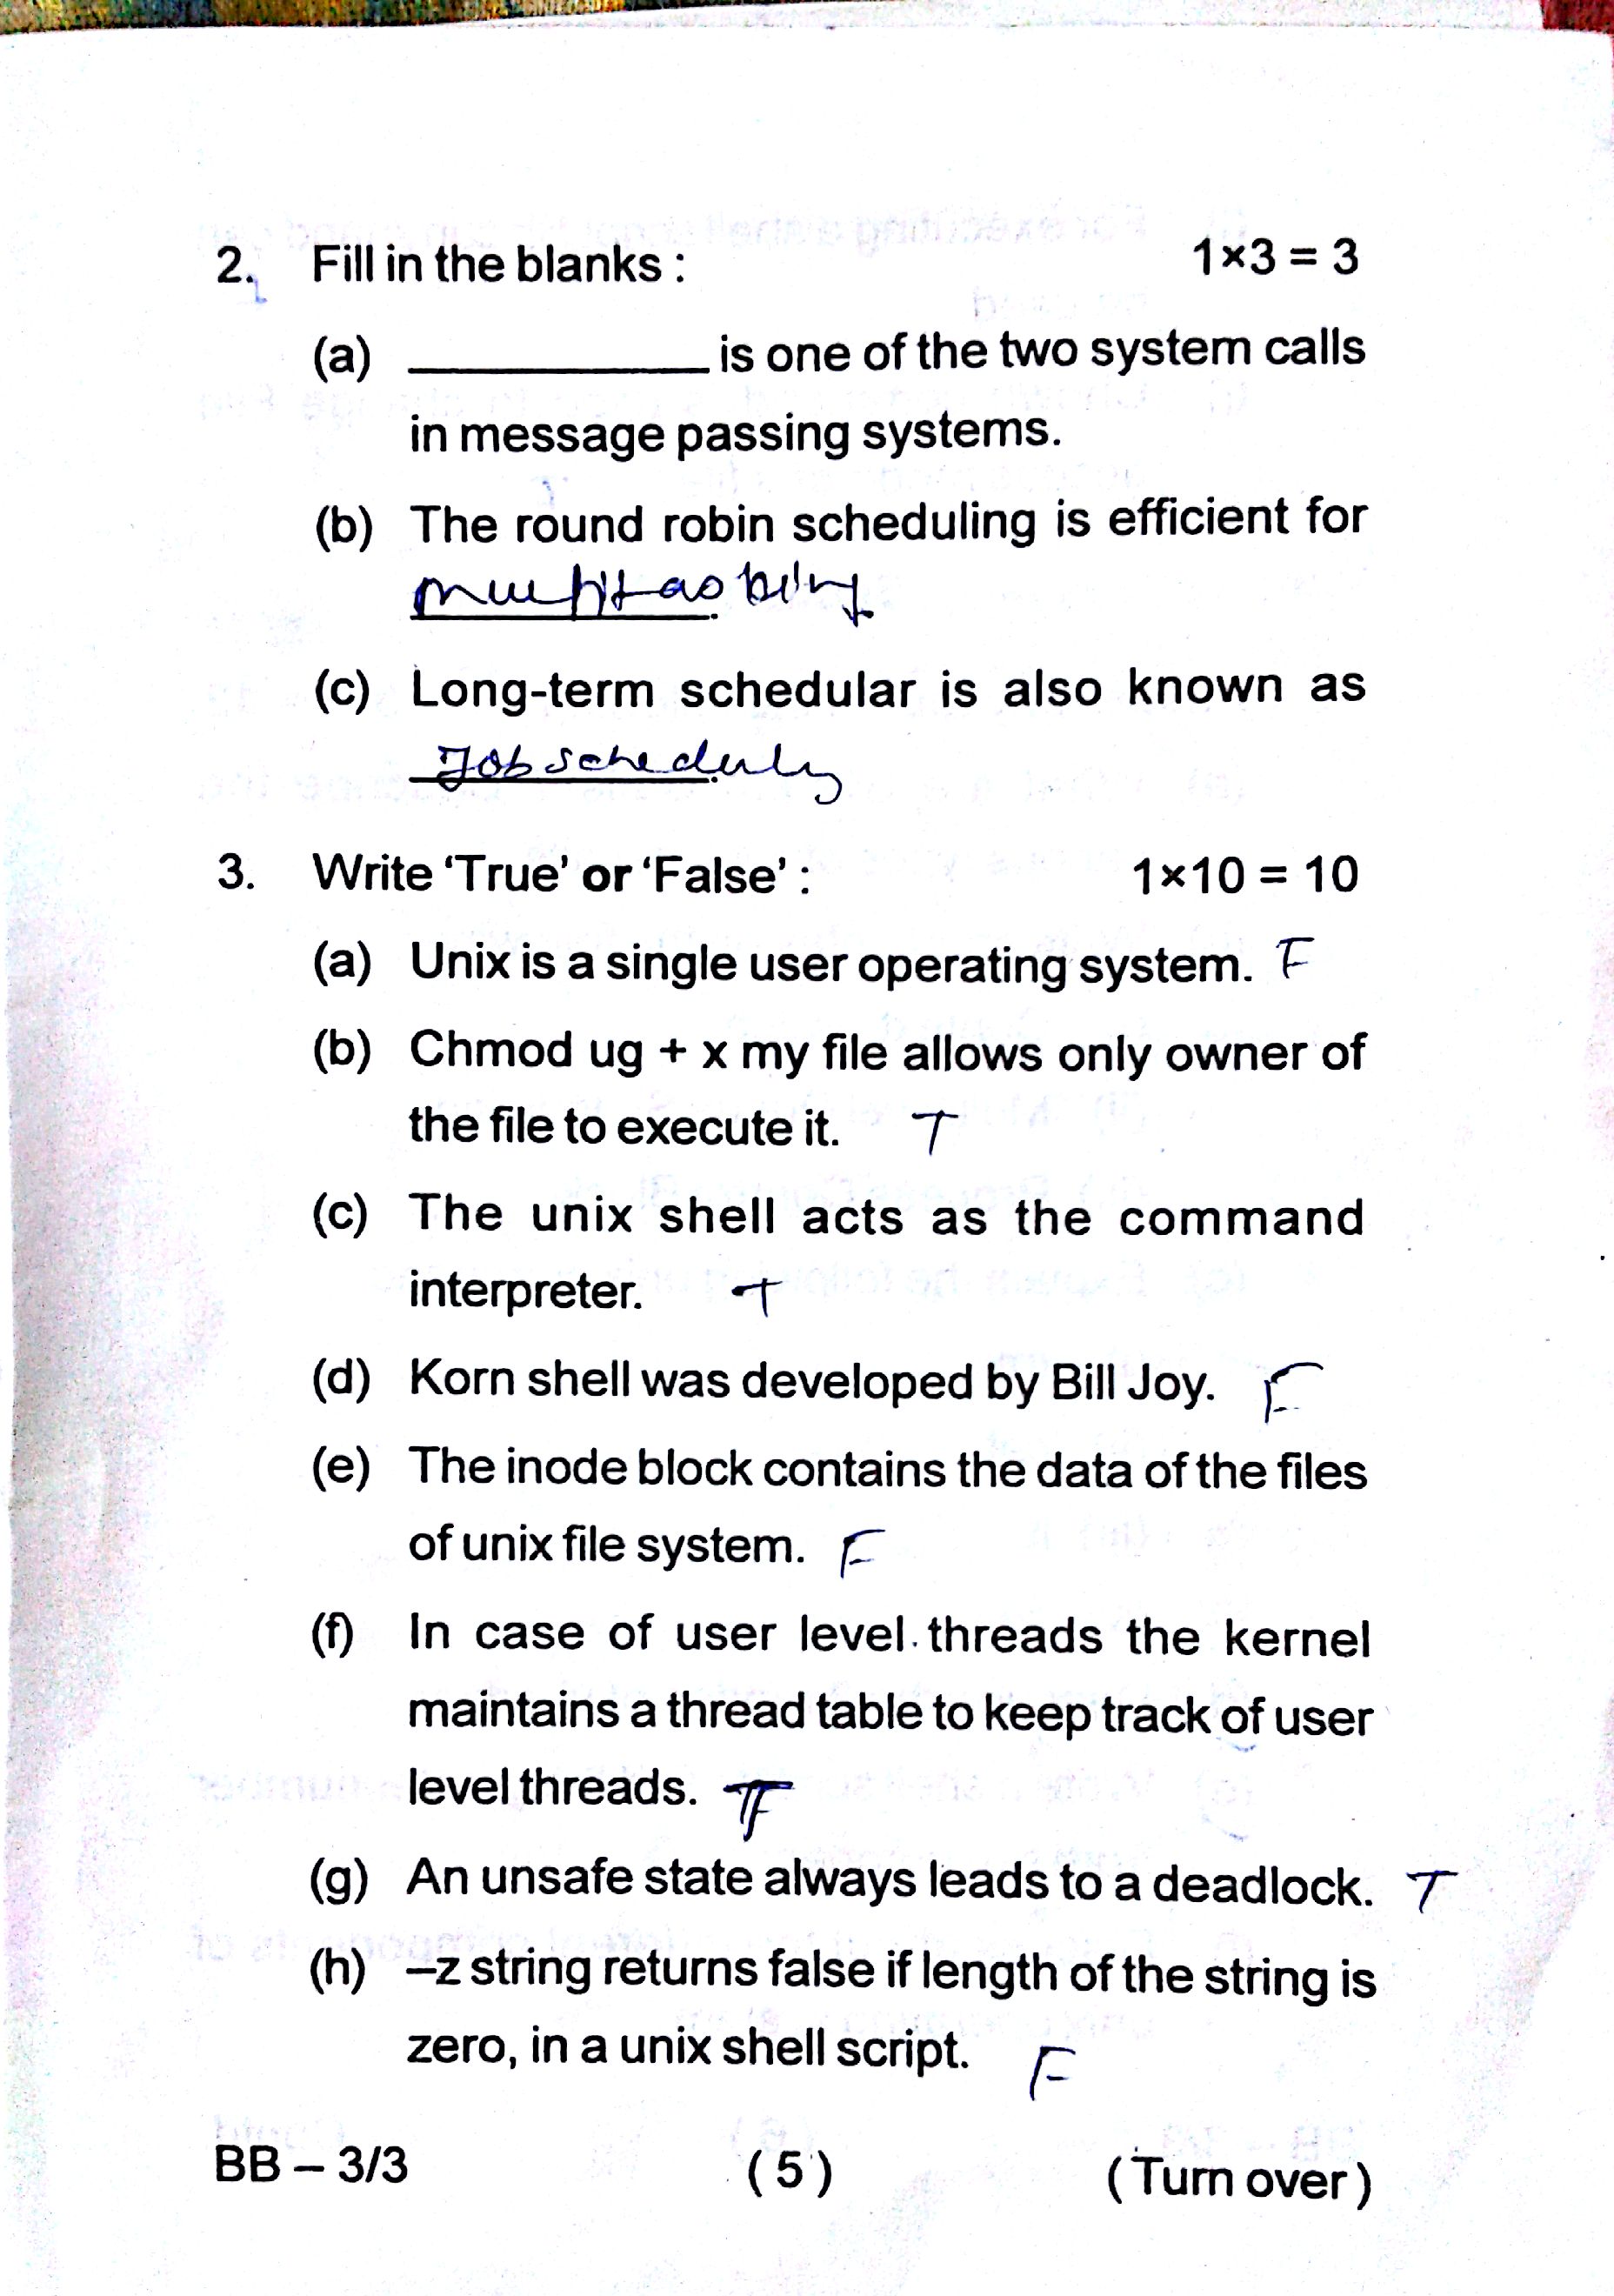 2. Fill in the blanks : 1×3 = 3
(a) ____________ is one of the two system calls
in message passing systems.
(b) The round robin scheduling is efficient for
multitasking
(c) Long-term schedular is also known as
Job scheduly
3. Write ‘True’ or ‘False’ : 1×10 = 10
(a) Unix is a single user operating system. F
(b) Chmod ug + x my file allows only owner of
the file to execute it. T
(c) The unix shell acts as the command
interpreter. T
(d) Korn shell was developed by Bill Joy. F
(e) The inode block contains the data of the files
of unix file system. F
(f) In case of user level threads the kernel
maintains a thread table to keep track of user
level threads. F
(g) An unsafe state always leads to a deadlock. T
(h) –z string returns false if length of the string is
zero, in a unix shell script. F
BB – 3/3 ( 5 ) ( Turn over )